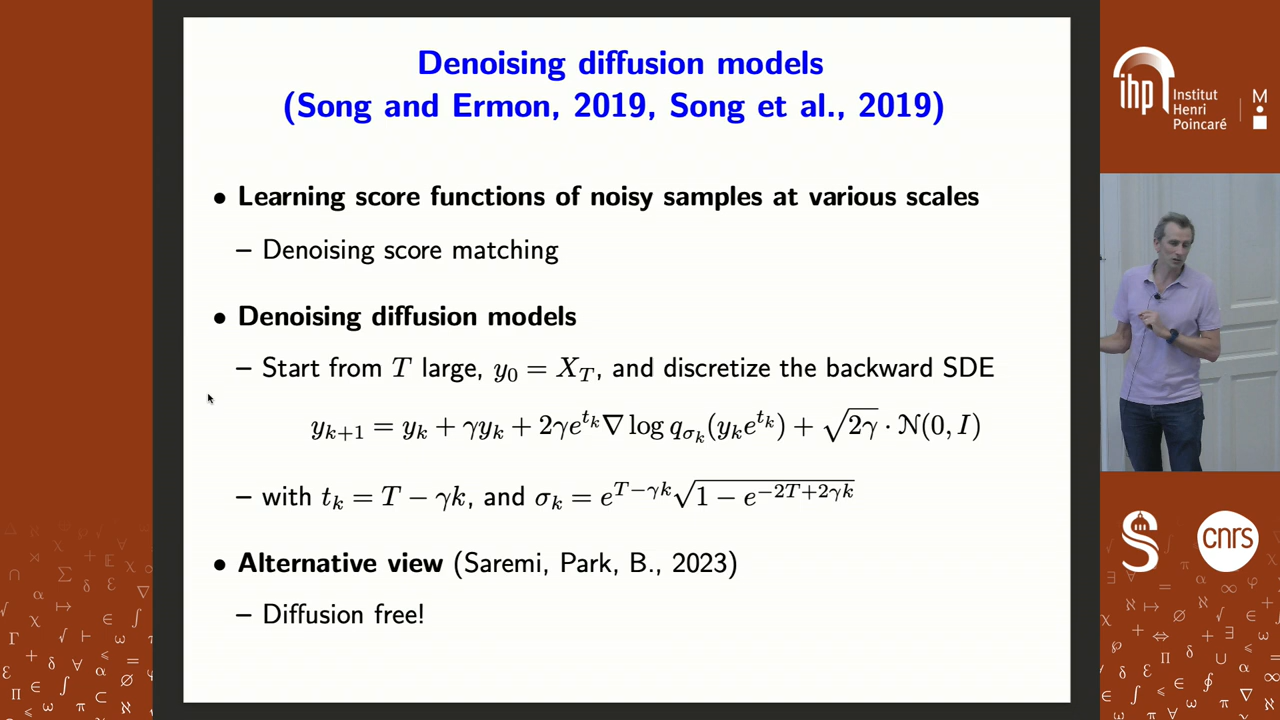 Denoising diffusion models
(Song and Ermon, 2019, Song et al., 2019)
• Learning score functions of noisy samples at various scales
– Denoising score matching
• Denoising diffusion models
– Start from T large, y₀ = X_T, and discretize the backward SDE
y_{k+1} = y_k + γy_k + 2γe^{t_k}∇ log q_{σ_k}(y_k e^{t_k}) + √(2γ) · N(0, I)
– with t_k = T − γk, and σ_k = e^{T−γk}√(1 − e^{−2T+2γk})
• Alternative view (Saremi, Park, B., 2023)
– Diffusion free!
ihp
Institut
Henri
Poincaré
M
S
cnrs